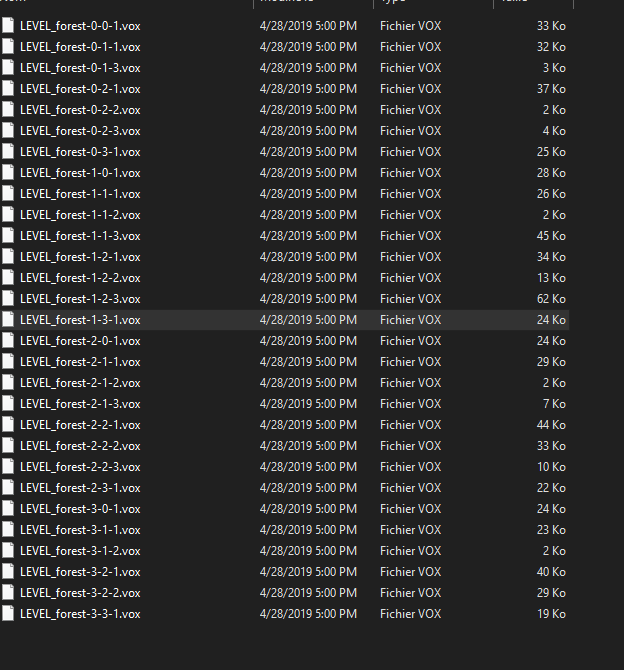 LEVEL_forest-0-0-1.vox 4/28/2019 5:00 PM Fichier VOX 33 Ko
LEVEL_forest-0-1-1.vox 4/28/2019 5:00 PM Fichier VOX 32 Ko
LEVEL_forest-0-1-3.vox 4/28/2019 5:00 PM Fichier VOX 3 Ko
LEVEL_forest-0-2-1.vox 4/28/2019 5:00 PM Fichier VOX 37 Ko
LEVEL_forest-0-2-2.vox 4/28/2019 5:00 PM Fichier VOX 2 Ko
LEVEL_forest-0-2-3.vox 4/28/2019 5:00 PM Fichier VOX 4 Ko
LEVEL_forest-0-3-1.vox 4/28/2019 5:00 PM Fichier VOX 25 Ko
LEVEL_forest-1-0-1.vox 4/28/2019 5:00 PM Fichier VOX 28 Ko
LEVEL_forest-1-1-1.vox 4/28/2019 5:00 PM Fichier VOX 26 Ko
LEVEL_forest-1-1-2.vox 4/28/2019 5:00 PM Fichier VOX 2 Ko
LEVEL_forest-1-1-3.vox 4/28/2019 5:00 PM Fichier VOX 45 Ko
LEVEL_forest-1-2-1.vox 4/28/2019 5:00 PM Fichier VOX 34 Ko
LEVEL_forest-1-2-2.vox 4/28/2019 5:00 PM Fichier VOX 13 Ko
LEVEL_forest-1-2-3.vox 4/28/2019 5:00 PM Fichier VOX 62 Ko
LEVEL_forest-1-3-1.vox 4/28/2019 5:00 PM Fichier VOX 24 Ko
LEVEL_forest-2-0-1.vox 4/28/2019 5:00 PM Fichier VOX 24 Ko
LEVEL_forest-2-1-1.vox 4/28/2019 5:00 PM Fichier VOX 29 Ko
LEVEL_forest-2-1-2.vox 4/28/2019 5:00 PM Fichier VOX 2 Ko
LEVEL_forest-2-1-3.vox 4/28/2019 5:00 PM Fichier VOX 7 Ko
LEVEL_forest-2-2-1.vox 4/28/2019 5:00 PM Fichier VOX 44 Ko
LEVEL_forest-2-2-2.vox 4/28/2019 5:00 PM Fichier VOX 33 Ko
LEVEL_forest-2-2-3.vox 4/28/2019 5:00 PM Fichier VOX 10 Ko
LEVEL_forest-2-3-1.vox 4/28/2019 5:00 PM Fichier VOX 22 Ko
LEVEL_forest-3-0-1.vox 4/28/2019 5:00 PM Fichier VOX 24 Ko
LEVEL_forest-3-1-1.vox 4/28/2019 5:00 PM Fichier VOX 23 Ko
LEVEL_forest-3-1-2.vox 4/28/2019 5:00 PM Fichier VOX 2 Ko
LEVEL_forest-3-2-1.vox 4/28/2019 5:00 PM Fichier VOX 40 Ko
LEVEL_forest-3-2-2.vox 4/28/2019 5:00 PM Fichier VOX 29 Ko
LEVEL_forest-3-3-1.vox 4/28/2019 5:00 PM Fichier VOX 19 Ko